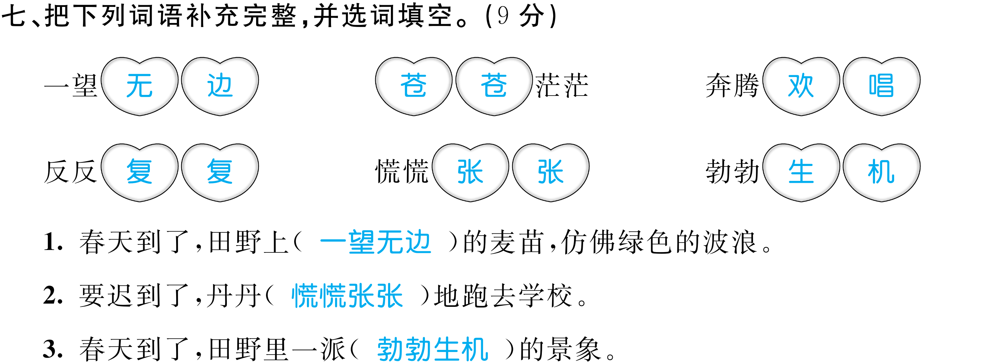 七、把下列词语补充完整,并选词填空。(9 分)
一望无边 苍苍茫茫 奔腾欢唱
反反复复 慌慌张张 勃勃生机
1. 春天到了,田野上( 一望无边 )的麦苗,仿佛绿色的波浪。
2. 要迟到了,丹丹( 慌慌张张 )地跑去学校。
3. 春天到了,田野里一派( 勃勃生机 )的景象。